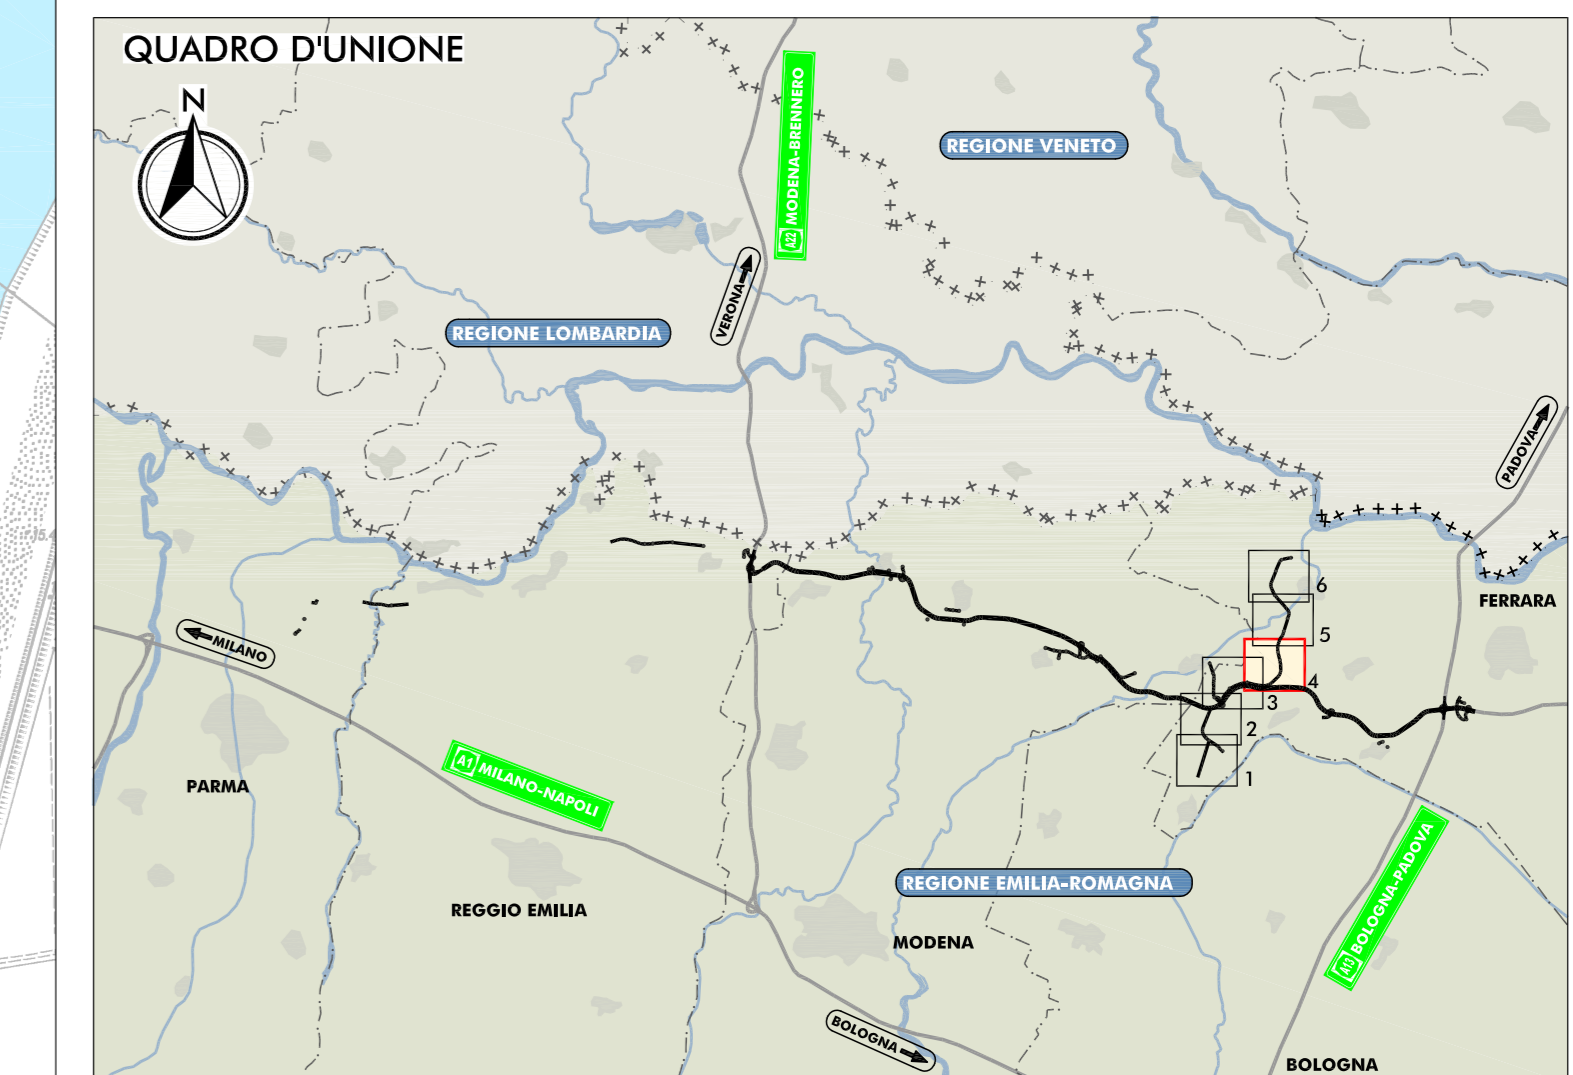 QUADRO D'UNIONE
N
A22 MODENA-BRENNERO
REGIONE VENETO
VERONA
REGIONE LOMBARDIA
PADOVA
6
FERRARA
5
MILANO
4
3
2
1
PARMA
A1 MILANO-NAPOLI
A13 BOLOGNA-PADOVA
REGIONE EMILIA-ROMAGNA
REGGIO EMILIA
MODENA
BOLOGNA
BOLOGNA